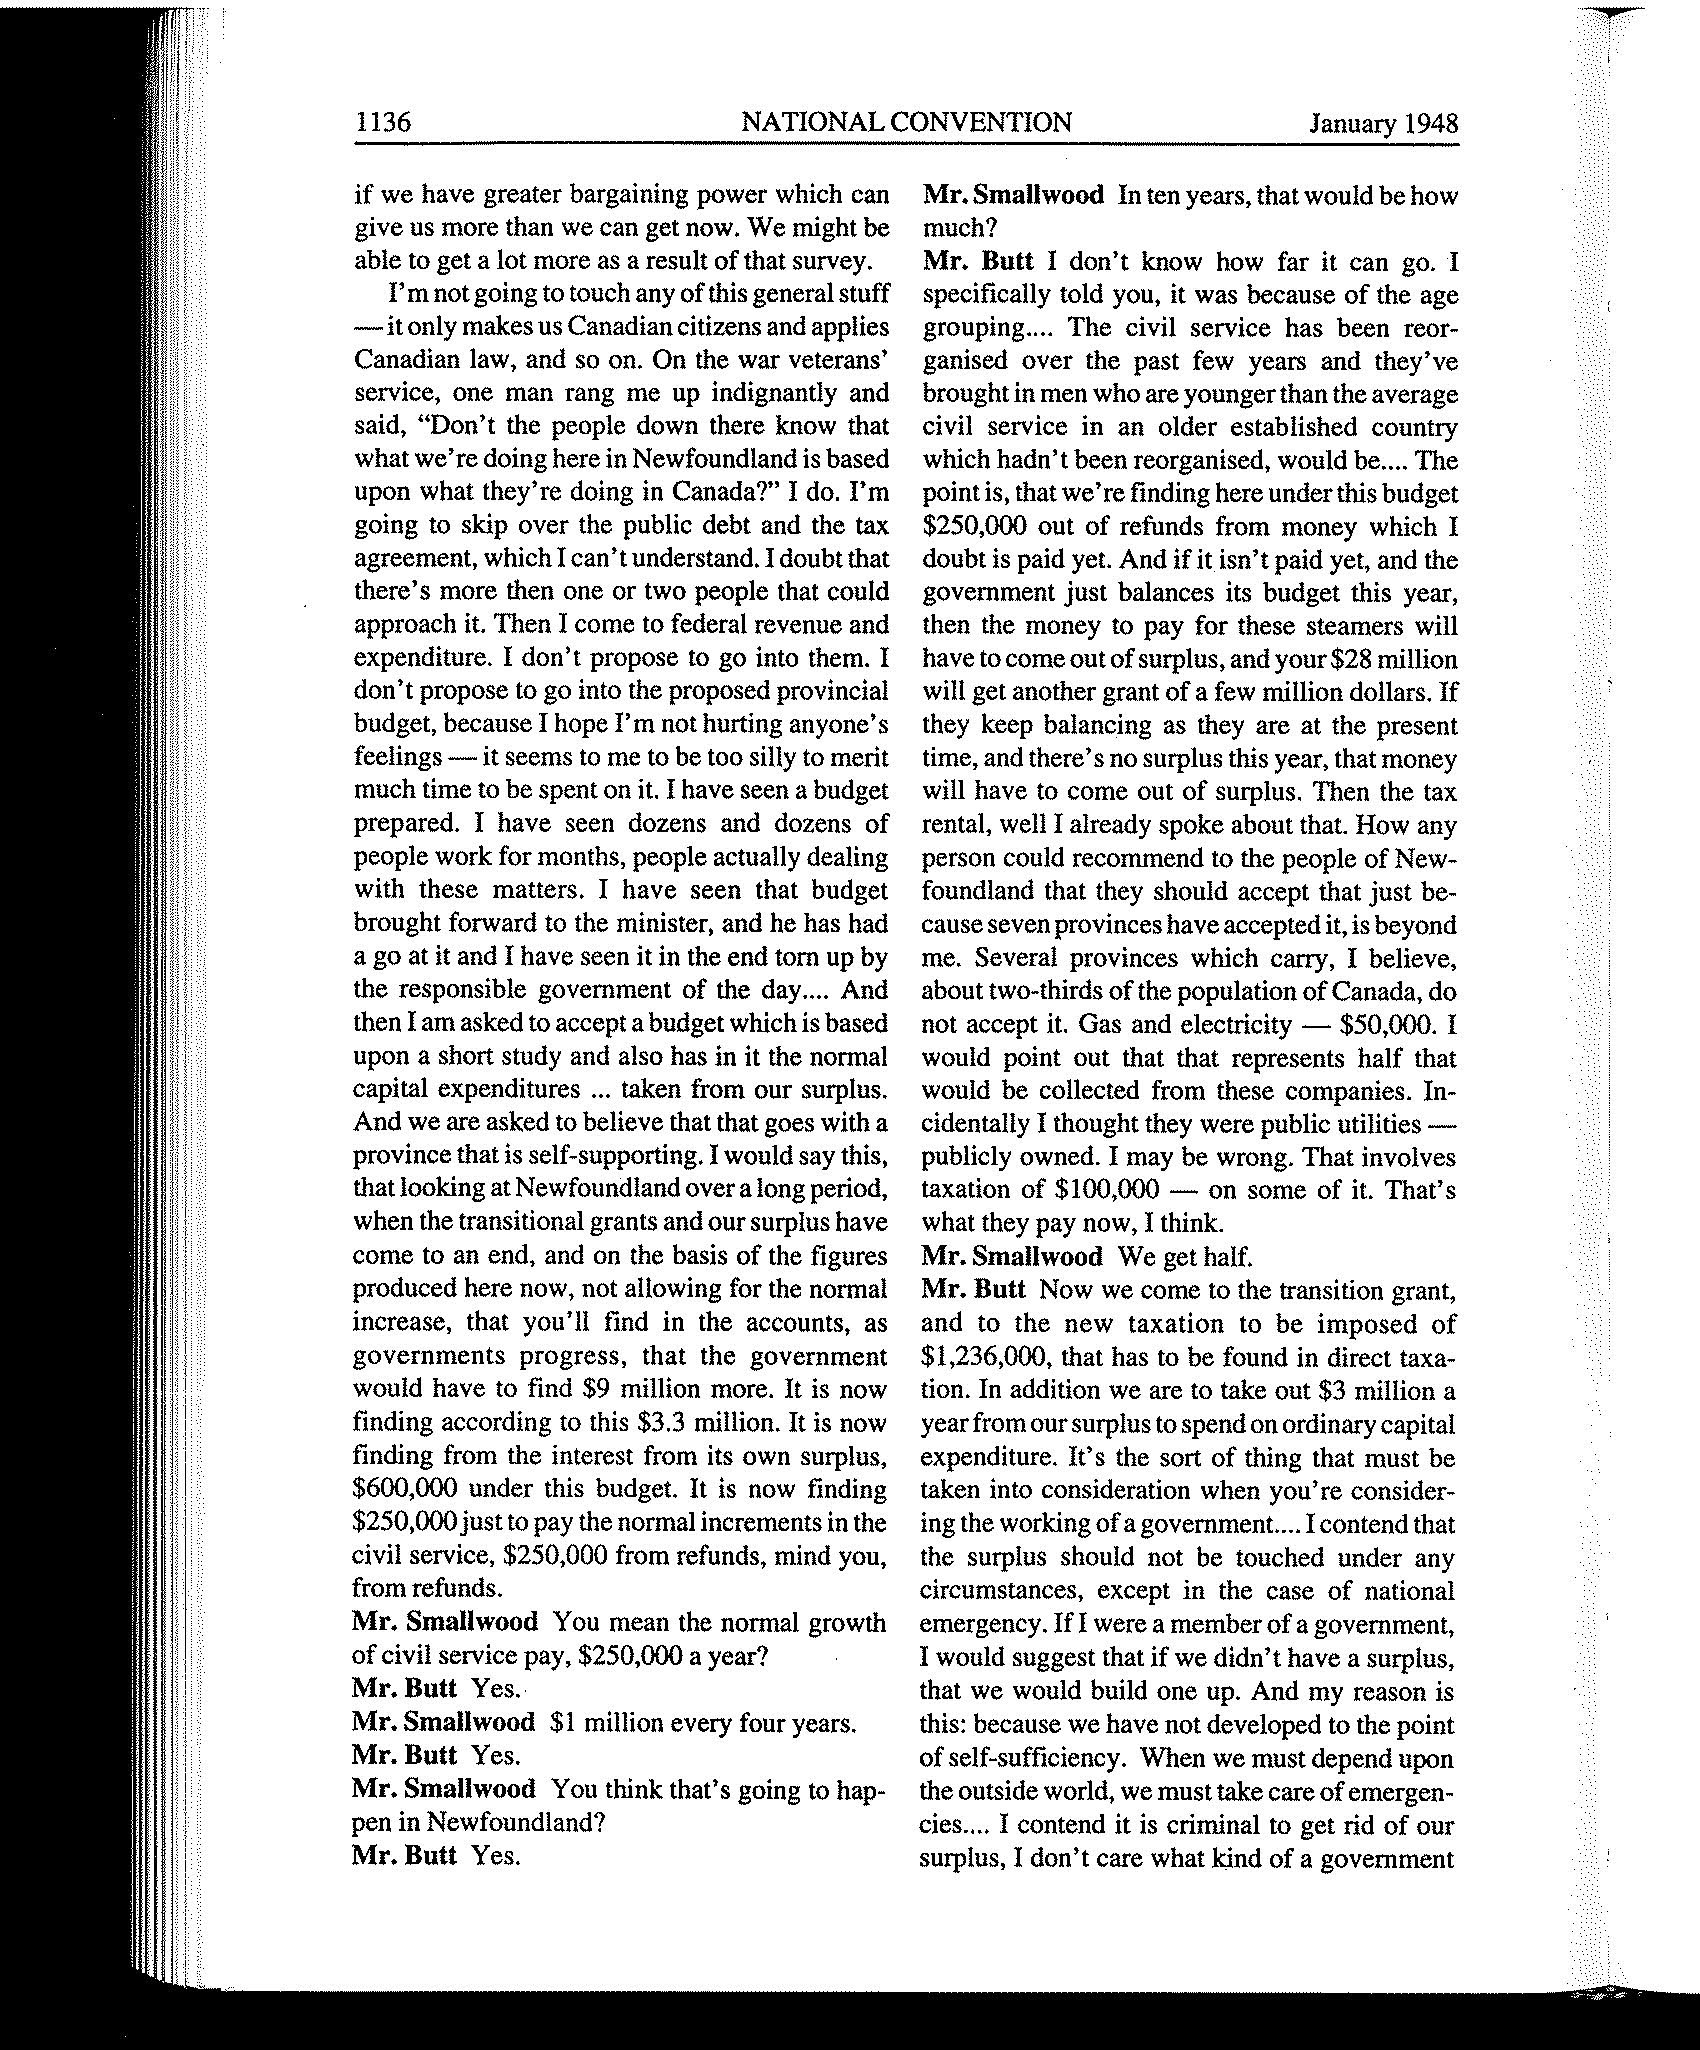 1136 NATIONAL CONVENTION January 1948
if we have greater bargaining power which can
give us more than we can get now. We might be
able to get a lot more as a result of that survey.
I'm not going to touch any of this general stuff
— it only makes us Canadian citizens and applies
Canadian law, and so on. On the war veterans'
service, one man rang me up indignantly and
said, "Don't the people down there know that
what we're doing here in Newfoundland is based
upon what they're doing in Canada?" I do. I'm
going to skip over the public debt and the tax
agreement, which I can't understand. I doubt that
there's more then one or two people that could
approach it. Then I come to federal revenue and
expenditure. I don't propose to go into them. I
don't propose to go into the proposed provincial
budget, because I hope I'm not hurting anyone's
feelings — it seems to me to be too silly to merit
much time to be spent on it. I have seen a budget
prepared. I have seen dozens and dozens of
people work for months, people actually dealing
with these matters. I have seen that budget
brought forward to the minister, and he has had
a go at it and I have seen it in the end torn up by
the responsible government of the day.... And
then I am asked to accept a budget which is based
upon a short study and also has in it the normal
capital expenditures ... taken from our surplus.
And we are asked to believe that that goes with a
province that is self-supporting. I would say this,
that looking at Newfoundland over a long period,
when the transitional grants and our surplus have
come to an end, and on the basis of the figures
produced here now, not allowing for the normal
increase, that you'll find in the accounts, as
governments progress, that the government
would have to find $9 million more. It is now
finding according to this $3.3 million. It is now
finding from the interest from its own surplus,
$600,000 under this budget. It is now finding
$250,000 just to pay the normal increments in the
civil service, $250,000 from refunds, mind you,
from refunds.
Mr. Smallwood You mean the normal growth
of civil service pay, $250,000 a year?
Mr. Butt Yes.
Mr. Smallwood $1 million every four years.
Mr. Butt Yes.
Mr. Smallwood You think that's going to hap-
pen in Newfoundland?
Mr. Butt Yes.
Mr. Smallwood In ten years, that would be how
much?
Mr. Butt I don't know how far it can go. I
specifically told you, it was because of the age
grouping.... The civil service has been reor-
ganised over the past few years and they've
brought in men who are younger than the average
civil service in an older established country
which hadn't been reorganised, would be.... The
point is, that we're finding here under this budget
$250,000 out of refunds from money which I
doubt is paid yet. And if it isn't paid yet, and the
government just balances its budget this year,
then the money to pay for these steamers will
have to come out of surplus, and your $28 million
will get another grant of a few million dollars. If
they keep balancing as they are at the present
time, and there's no surplus this year, that money
will have to come out of surplus. Then the tax
rental, well I already spoke about that. How any
person could recommend to the people of New-
foundland that they should accept that just be-
cause seven provinces have accepted it, is beyond
me. Several provinces which carry, I believe,
about two-thirds of the population of Canada, do
not accept it. Gas and electricity — $50,000. I
would point out that that represents half that
would be collected from these companies. In-
cidentally I thought they were public utilities —
publicly owned. I may be wrong. That involves
taxation of $100,000 — on some of it. That's
what they pay now, I think.
Mr. Smallwood We get half.
Mr. Butt Now we come to the transition grant,
and to the new taxation to be imposed of
$1,236,000, that has to be found in direct taxa-
tion. In addition we are to take out $3 million a
year from our surplus to spend on ordinary capital
expenditure. It's the sort of thing that must be
taken into consideration when you're consider-
ing the working of a government.... I contend that
the surplus should not be touched under any
circumstances, except in the case of national
emergency. If I were a member of a government,
I would suggest that if we didn't have a surplus,
that we would build one up. And my reason is
this: because we have not developed to the point
of self-sufficiency. When we must depend upon
the outside world, we must take care of emergen-
cies.... I contend it is criminal to get rid of our
surplus, I don't care what kind of a government